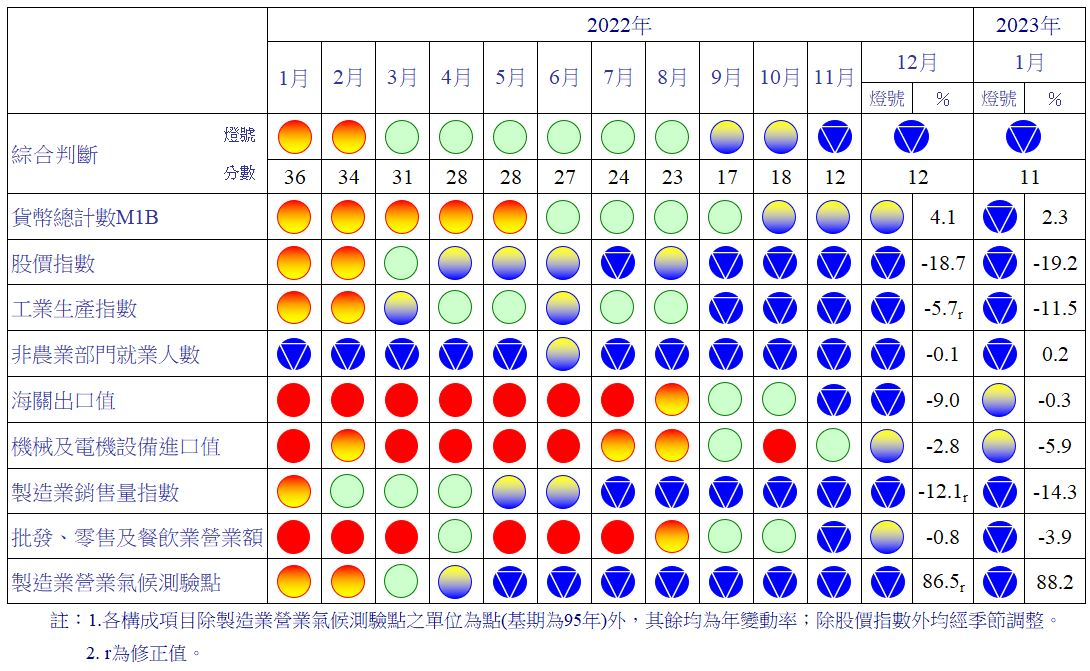 2022年 2023年
1月 2月 3月 4月 5月 6月 7月 8月 9月 10月 11月 12月 1月
燈號 % 燈號 %
綜合判斷 燈號
分數 36 34 31 28 28 27 24 23 17 18 12 12 11
貨幣總計數M1B 4.1 2.3
股價指數 -18.7 -19.2
工業生產指數 -5.7r -11.5
非農業部門就業人數 -0.1 0.2
海關出口值 -9.0 -0.3
機械及電機設備進口值 -2.8 -5.9
製造業銷售量指數 -12.1r -14.3
批發、零售及餐飲業營業額 -0.8 -3.9
製造業營業氣候測驗點 86.5r 88.2
註：1.各構成項目除製造業營業氣候測驗點之單位為點(基期為95年)外，其餘均為年變動率；除股價指數外均經季節調整。
2. r為修正值。